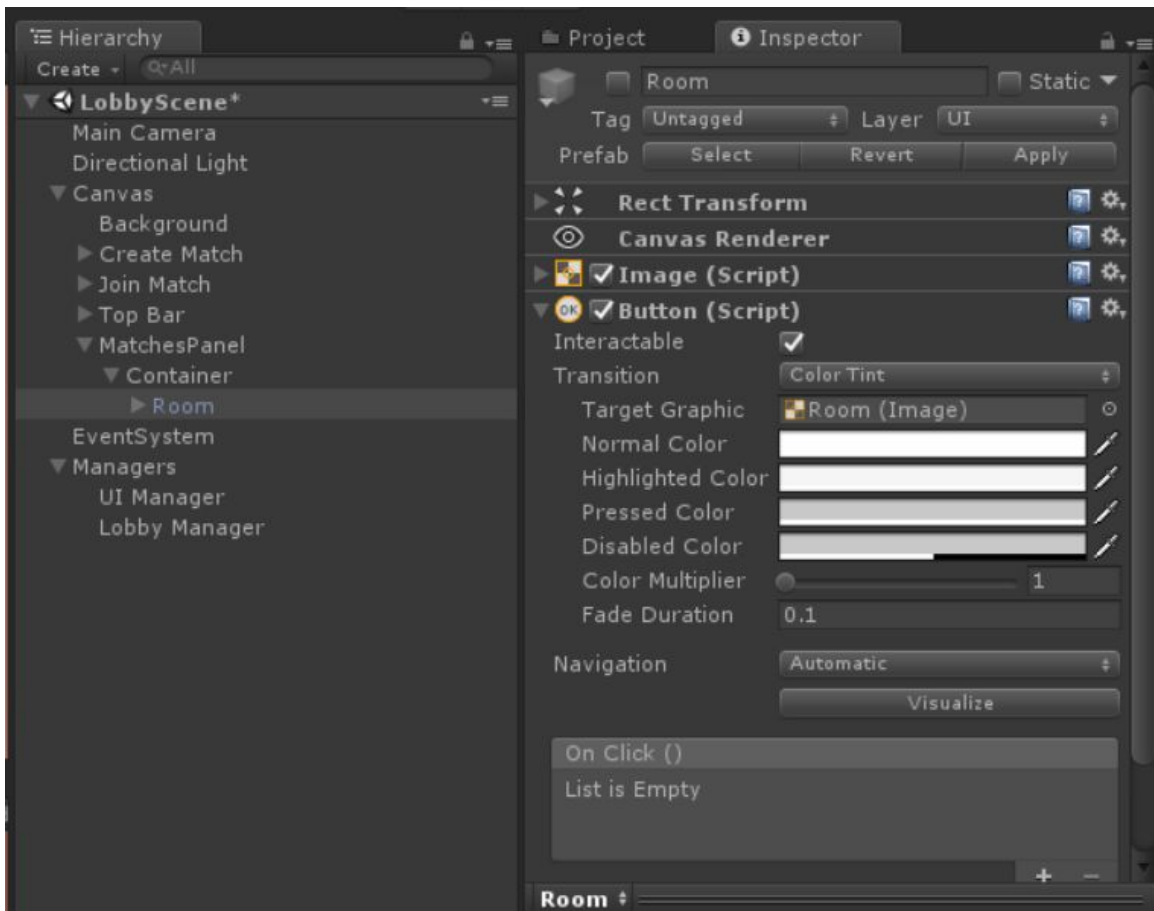 Hierarchy
Create
All
LobbyScene*
Main Camera
Directional Light
Canvas
Background
Create Match
Join Match
Top Bar
MatchesPanel
Container
Room
EventSystem
Managers
UI Manager
Lobby Manager
Project
Inspector
Room
Static
Tag Untagged Layer UI
Prefab Select Revert Apply
Rect Transform
Canvas Renderer
Image (Script)
OK Button (Script)
Interactable
Transition Color Tint
Target Graphic Room (Image)
Normal Color
Highlighted Color
Pressed Color
Disabled Color
Color Multiplier 1
Fade Duration 0.1
Navigation Automatic
Visualize
On Click ()
List is Empty
Room